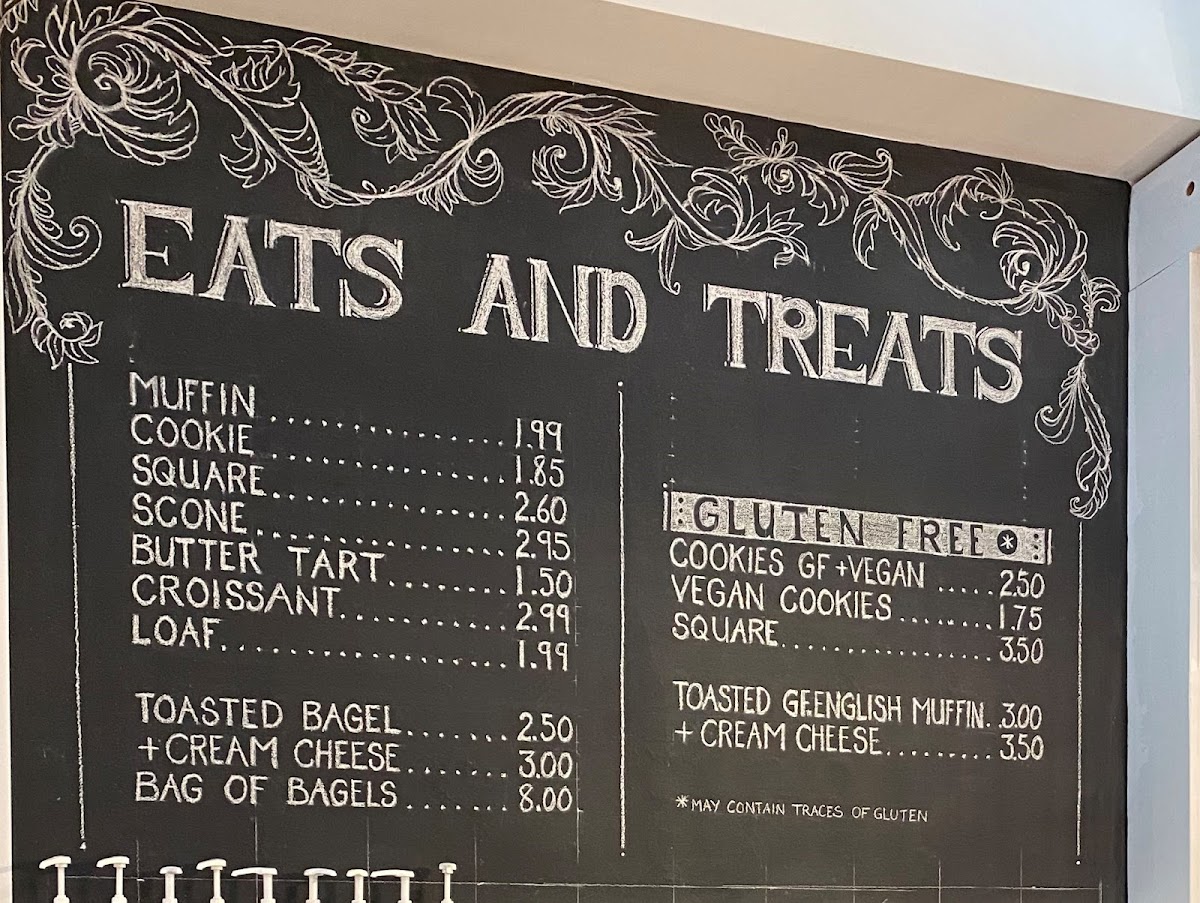 EATS AND TREATS
MUFFIN .................. 1.99
COOKIE .................. 1.85
SQUARE .................. 2.60
SCONE .................. 2.95
BUTTER TART .......... 1.50
CROISSANT ............. 2.99
LOAF .................... 1.99
TOASTED BAGEL ....... 2.50
+ CREAM CHEESE ....... 3.00
BAG OF BAGELS ....... 8.00
GLUTEN FREE *
COOKIES GF + VEGAN ..... 2.50
VEGAN COOKIES ........ 1.75
SQUARE ................ 3.50
TOASTED GF.ENGLISH MUFFIN .. 3.00
+ CREAM CHEESE ......... 3.50
* MAY CONTAIN TRACES OF GLUTEN